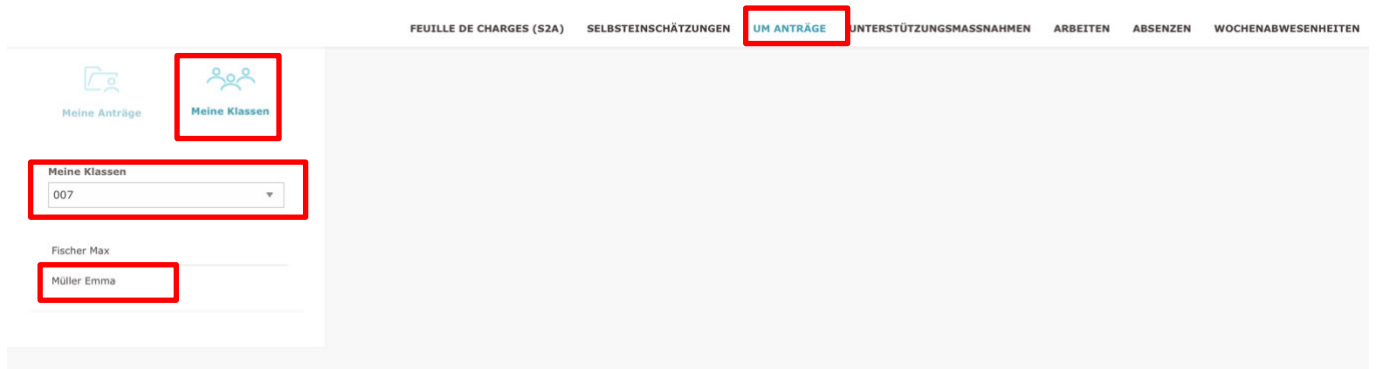 FEUILLE DE CHARGES (S2A) SELBSTEINSCHÄTZUNGEN UM ANTRÄGE UNTERSTÜTZUNGSMASSNAHMEN ARBEITEN ABSENZEN WOCHENABWESENHEITEN
Meine Anträge Meine Klassen
Meine Klassen
007
Fischer Max
Müller Emma